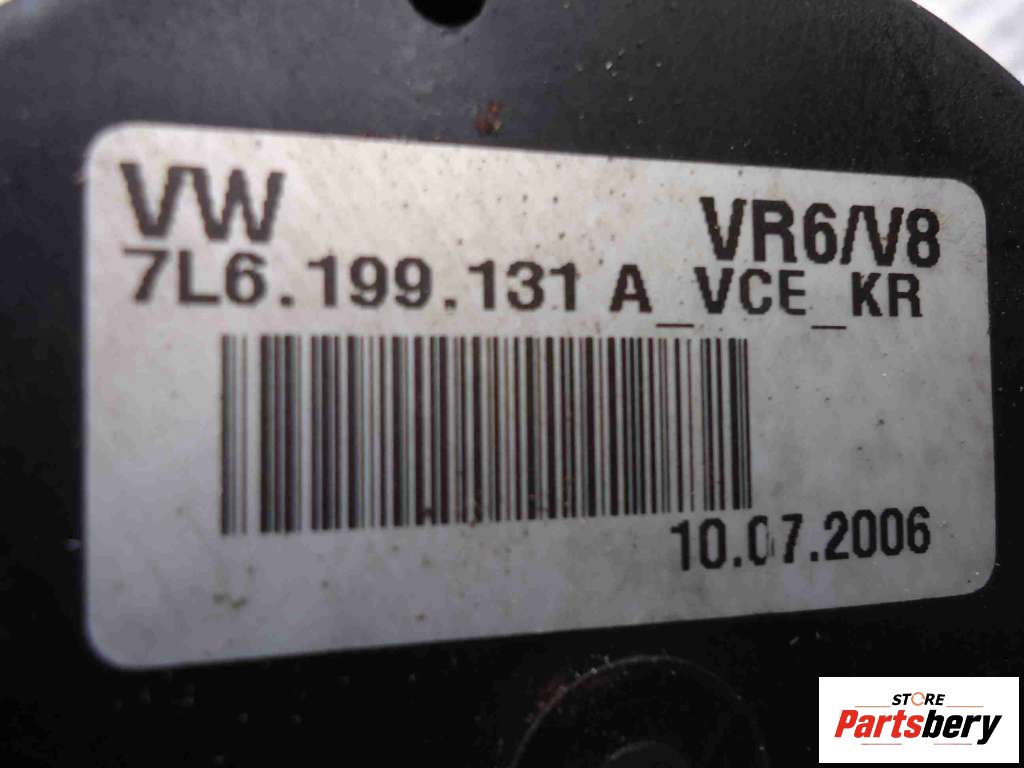 VW
VR6/V8
7L6.199.131 A_VCE_KR
10.07.2006
STORE
Partsbery